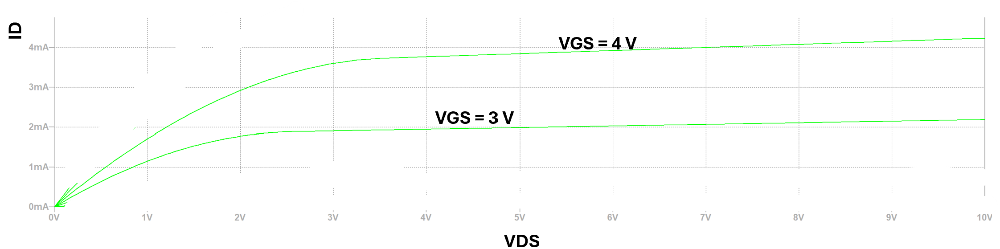 ID
4mA
VGS = 4 V
3mA
VGS = 3 V
2mA
1mA
0mA
0V 1V 2V 3V 4V 5V 6V 7V 8V 9V 10V
VDS